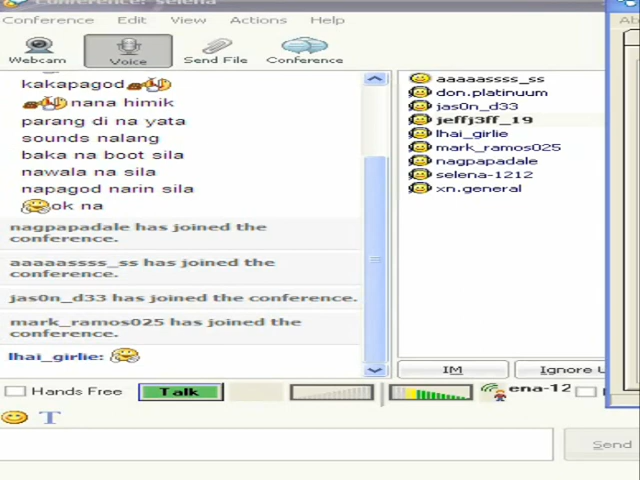 Conference: selena
Conference Edit View Actions Help
Webcam Voice Send File Conference
kakapagod
nana himik
parang di na yata
sounds nalang
baka na boot sila
nawala na sila
napagod narin sila
ok na
nagpapadale has joined the
conference.
aaaaassss_ss has joined the
conference.
jas0n_d33 has joined the conference.
mark_ramos025 has joined the
conference.
lhai_girlie:
aaaaassss_ss
don.platinuum
jas0n_d33
jeffj3ff_19
lhai_girlie
mark_ramos025
nagpapadale
selena-1212
xn.general
IM Ignore U
Hands Free Talk ena-12
T
Send
Ab